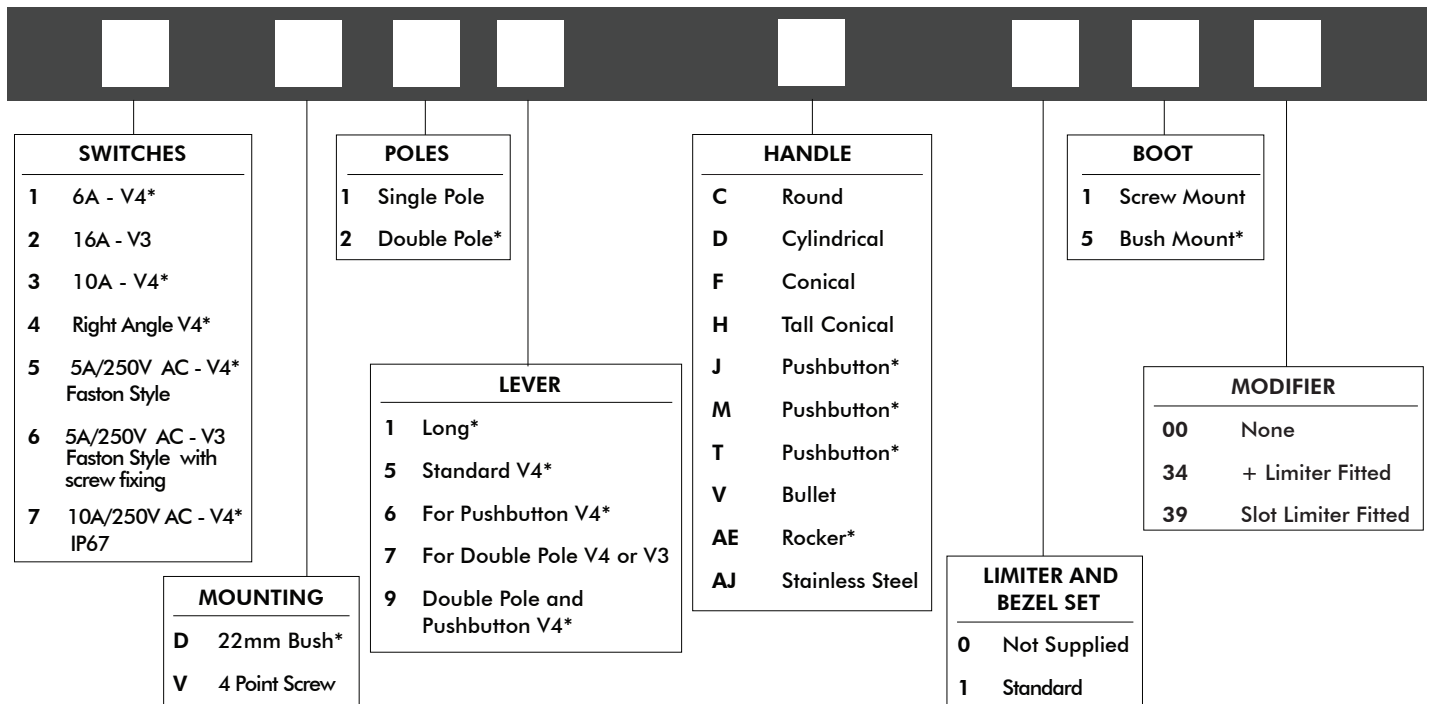 SWITCHES
1 6A - V4*
2 16A - V3
3 10A - V4*
4 Right Angle V4*
5 5A/250V AC - V4*
Faston Style
6 5A/250V AC - V3
Faston Style with
screw fixing
7 10A/250V AC - V4*
IP67
MOUNTING
D 22mm Bush*
V 4 Point Screw
POLES
1 Single Pole
2 Double Pole*
LEVER
1 Long*
5 Standard V4*
6 For Pushbutton V4*
7 For Double Pole V4 or V3
9 Double Pole and
Pushbutton V4*
HANDLE
C Round
D Cylindrical
F Conical
H Tall Conical
J Pushbutton*
M Pushbutton*
T Pushbutton*
V Bullet
AE Rocker*
AJ Stainless Steel
LIMITER AND
BEZEL SET
0 Not Supplied
1 Standard
BOOT
1 Screw Mount
5 Bush Mount*
MODIFIER
00 None
34 + Limiter Fitted
39 Slot Limiter Fitted